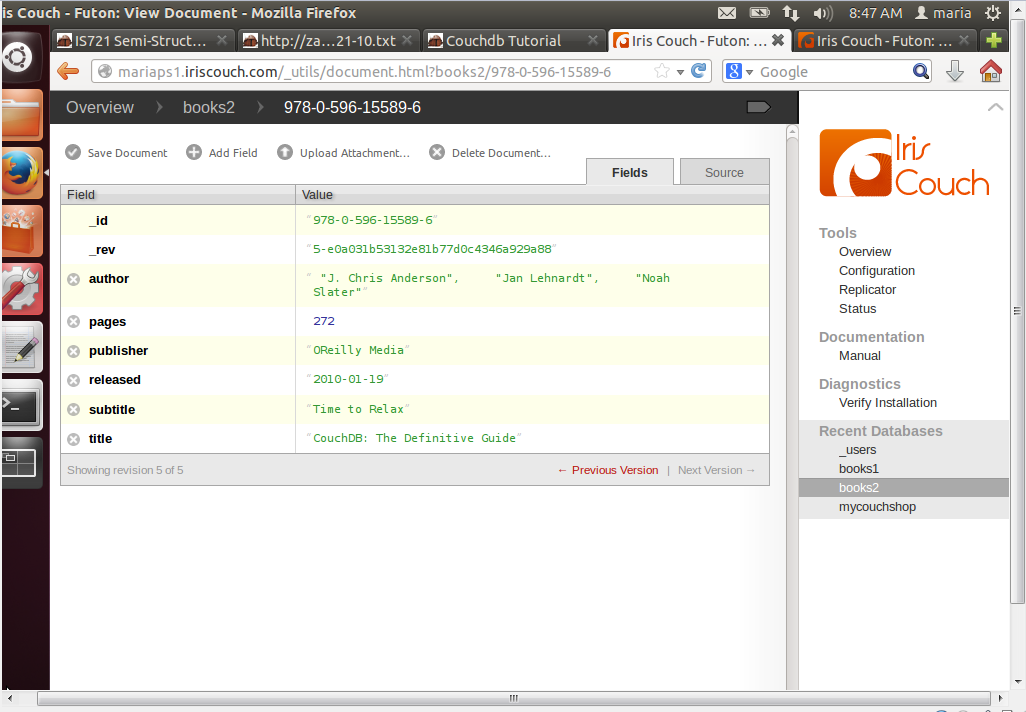 is Couch - Futon: View Document - Mozilla Firefox
8:47 AM maria
IS721 Semi-Struct...
http://za....21-10.txt
Couchdb Tutorial
Iris Couch - Futon: ...
Iris Couch - Futon: ...
mariaps1.iriscouch.com/_utils/document.html?books2/978-0-596-15589-6
Google
Overview books2 978-0-596-15589-6
Save Document Add Field Upload Attachment... Delete Document...
Fields Source
Field Value
_id "978-0-596-15589-6"
_rev "5-e0a031b53132e81b77d0c4346a929a88"
author " "J. Chris Anderson", "Jan Lehnardt", "Noah
Slater""
pages 272
publisher "OReilly Media"
released "2010-01-19"
subtitle "Time to Relax"
title "CouchDB: The Definitive Guide"
Showing revision 5 of 5 ← Previous Version | Next Version →
Iris
Couch
Tools
Overview
Configuration
Replicator
Status
Documentation
Manual
Diagnostics
Verify Installation
Recent Databases
_users
books1
books2
mycouchshop